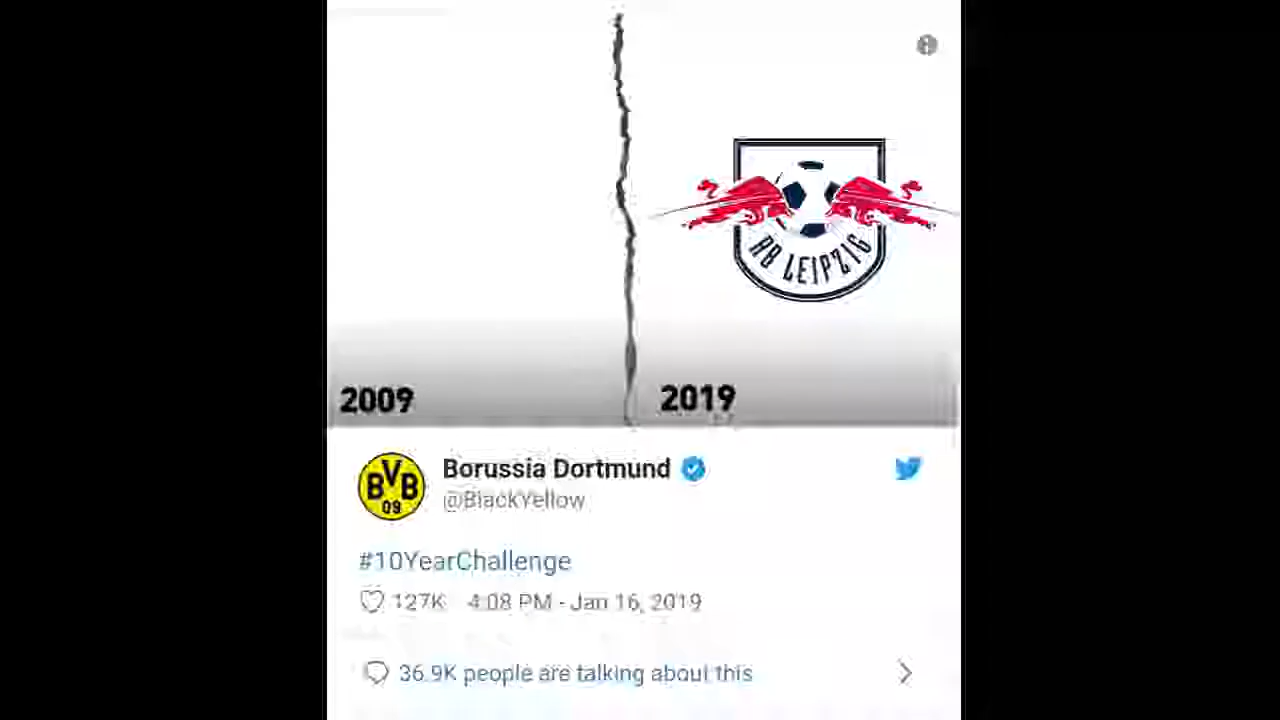 RB LEIPZIG
2009
2019
BVB
09
Borussia Dortmund
@BlackYellow
#10YearChallenge
127K 4:08 PM - Jan 16, 2019
36.9K people are talking about this